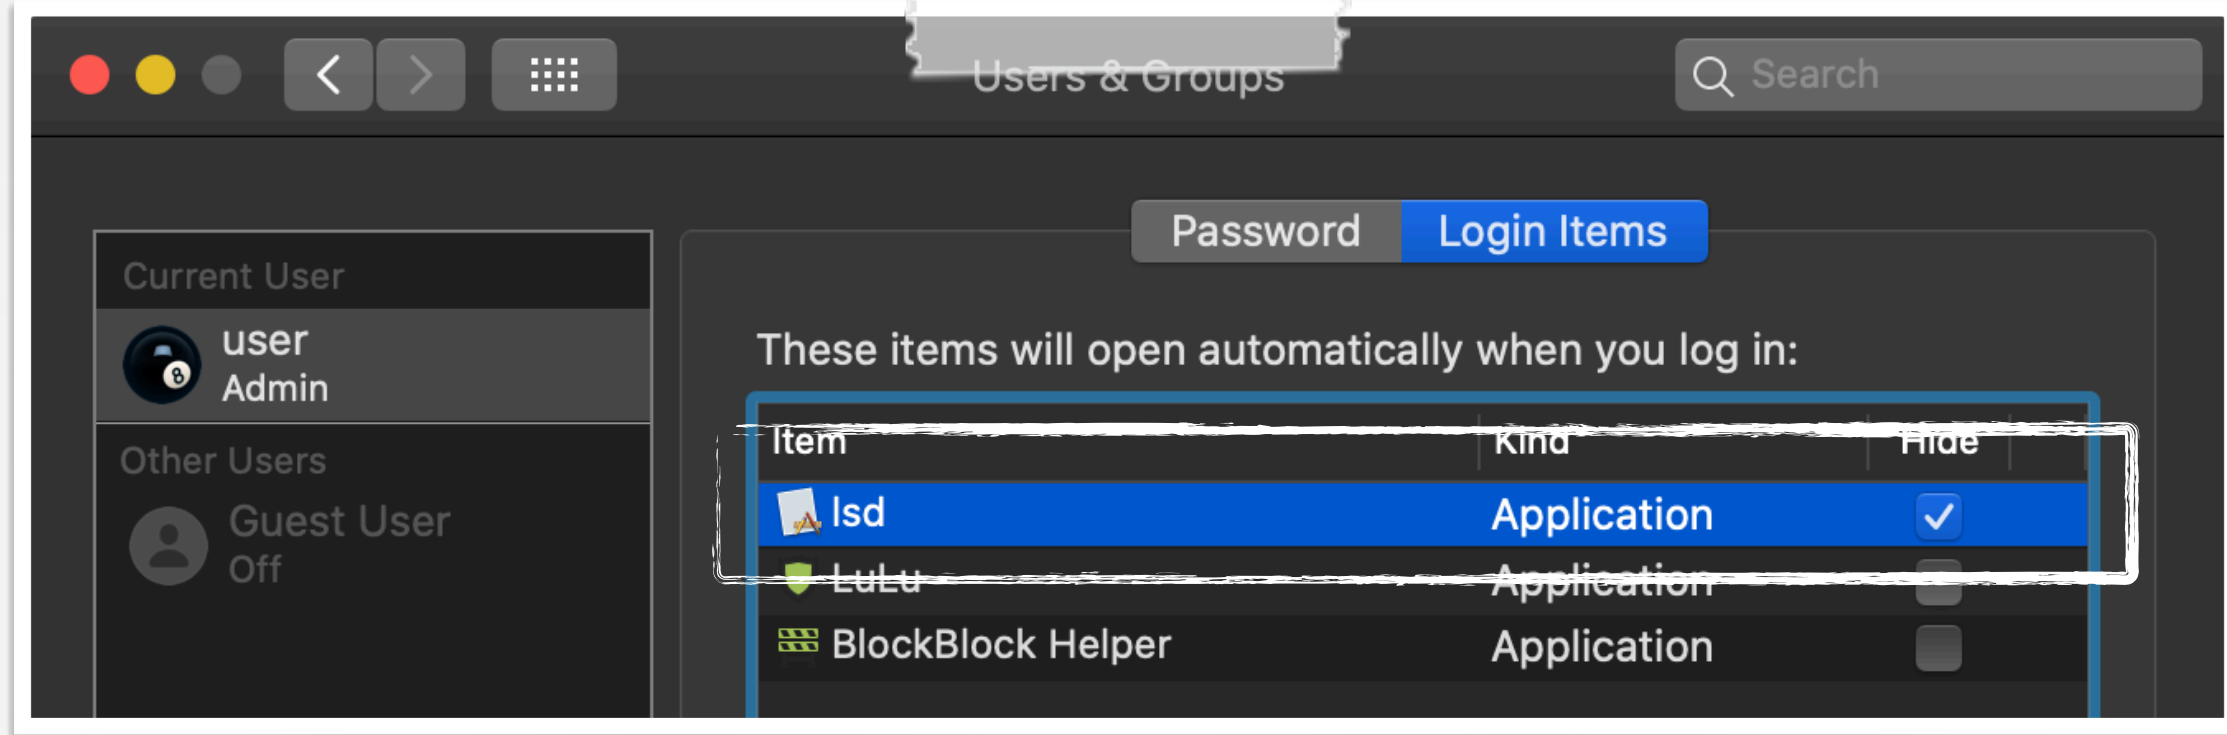 Users & Groups
Search
Password
Login Items
Current User
user
Admin
Other Users
Guest User
Off
These items will open automatically when you log in:
Item Kind Hide
lsd Application
LuLu Application
BlockBlock Helper Application